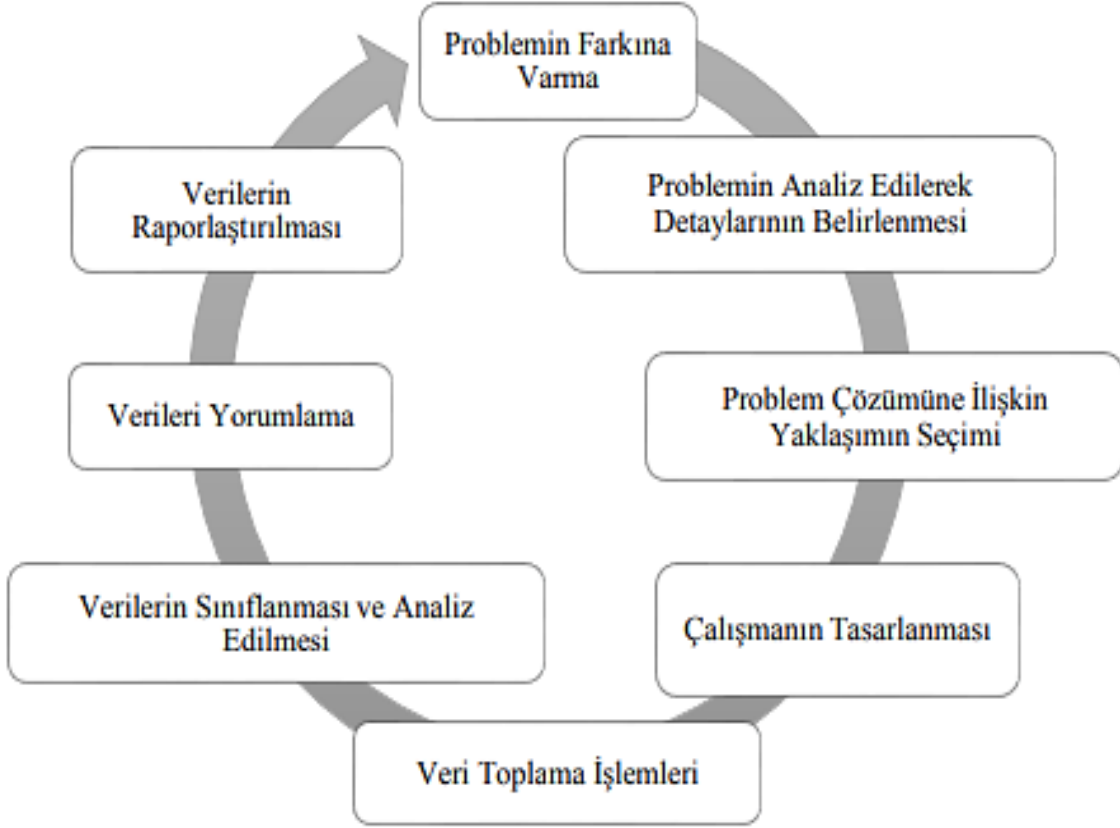 Problemin Farkına
Varma
Problemin Analiz Edilerek
Detaylarının Belirlenmesi
Problem Çözümüne İlişkin
Yaklaşımın Seçimi
Çalışmanın Tasarlanması
Veri Toplama İşlemleri
Verilerin Sınıflanması ve Analiz
Edilmesi
Verileri Yorumlama
Verilerin
Raporlaştırılması